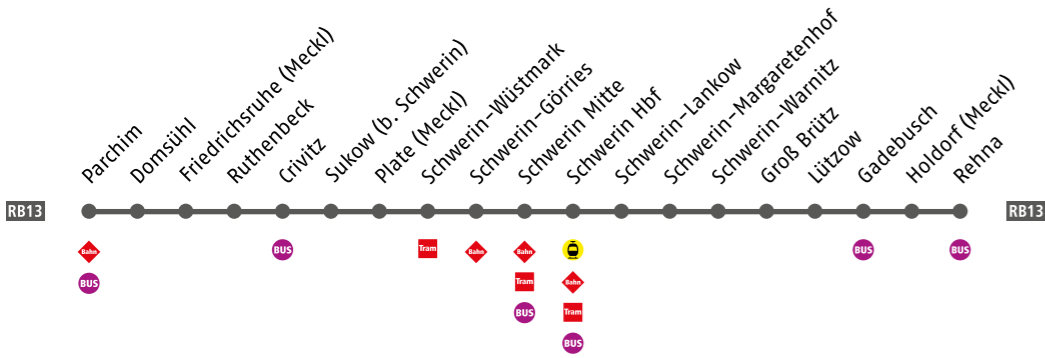 Parchim
Domsühl
Friedrichsruhe (Meckl)
Ruthenbeck
Crivitz
Sukow (b. Schwerin)
Plate (Meckl)
Schwerin-Wüstmark
Schwerin-Görries
Schwerin Mitte
Schwerin Hbf
Schwerin-Lankow
Schwerin-Margaretenhof
Schwerin-Warnitz
Groß Brütz
Lützow
Gadebusch
Holdorf (Meckl)
Rehna
RB13
RB13
Bahn
BUS
BUS
Tram
Bahn
Bahn
Tram
BUS
Bahn
Tram
BUS
BUS
BUS